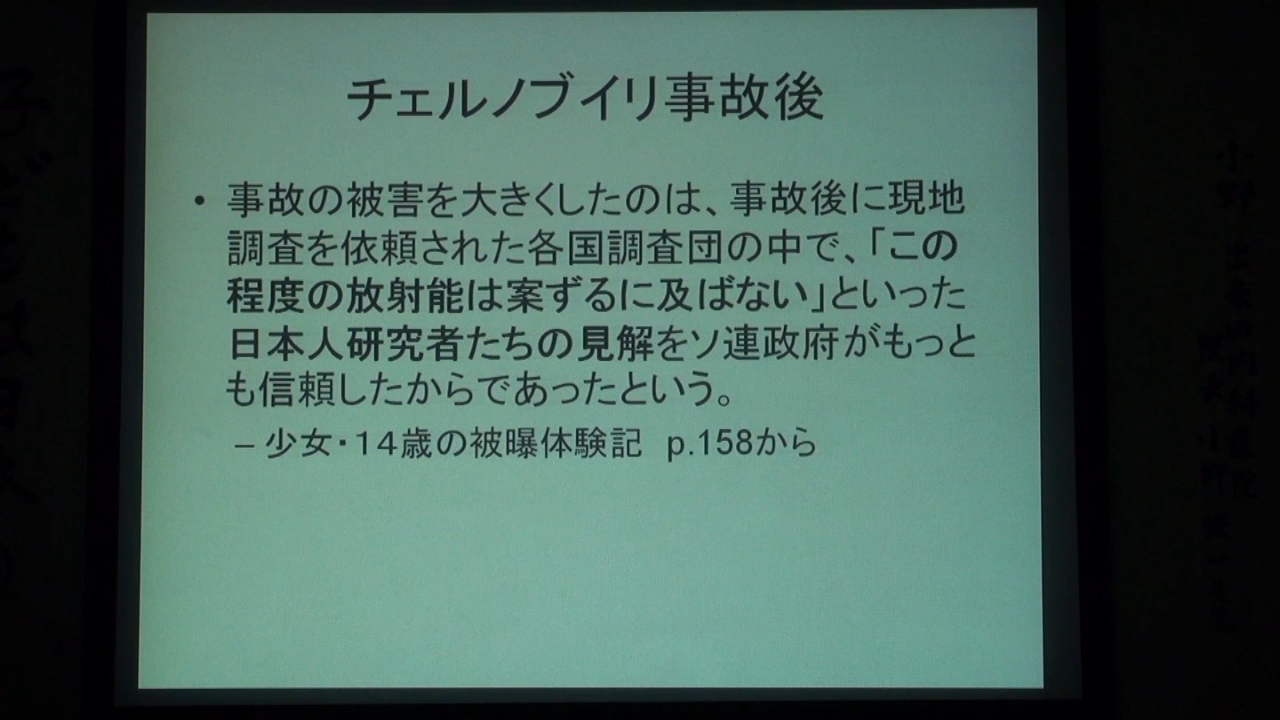 チェルノブイリ事故後
• 事故の被害を大きくしたのは、事故後に現地
調査を依頼された各国調査団の中で、「この
程度の放射能は案ずるに及ばない」といった
日本人研究者たちの見解をソ連政府がもっと
も信頼したからであったという。
– 少女・14歳の被曝体験記 p.158から